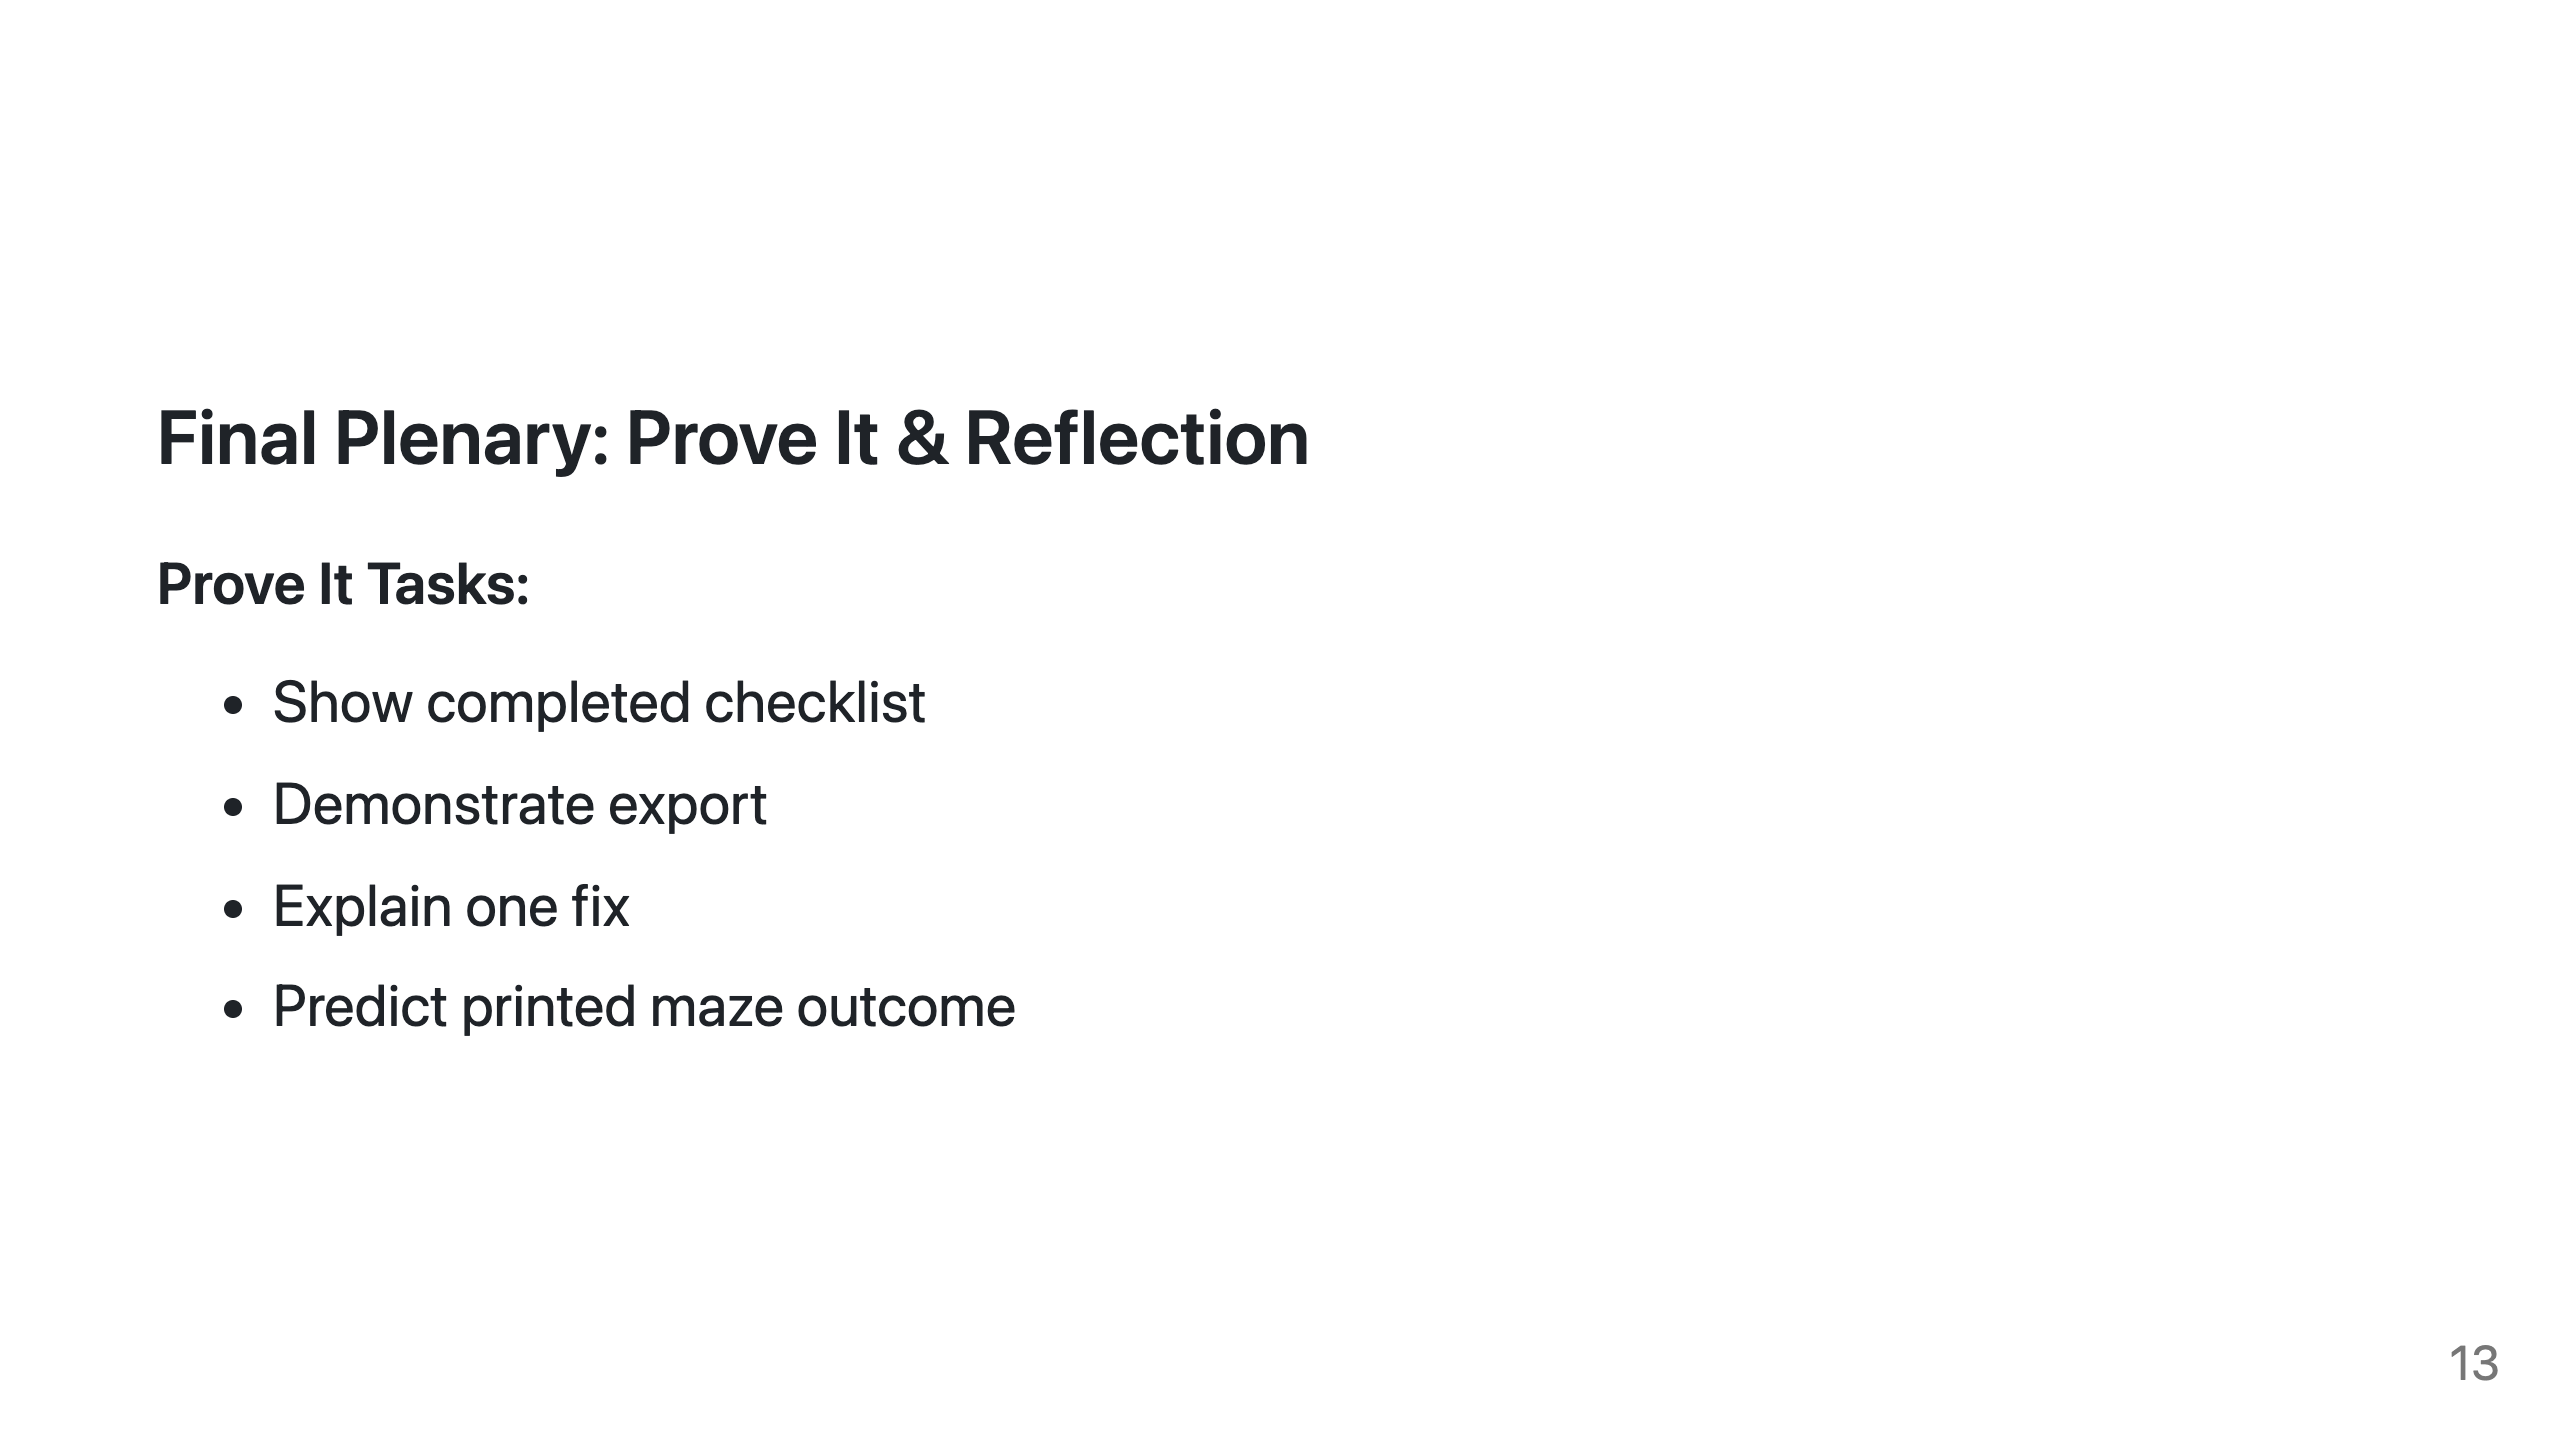 Final Plenary: Prove It & Reflection
Prove It Tasks:
• Show completed checklist
• Demonstrate export
• Explain one fix
• Predict printed maze outcome
13